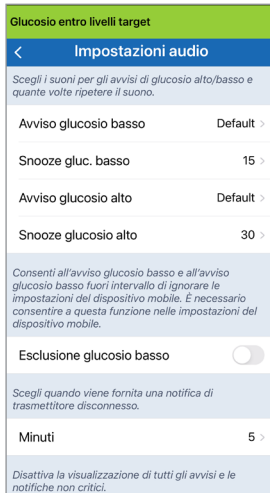 Glucosio entro livelli target
Impostazioni audio
Scegli i suoni per gli avvisi di glucosio alto/basso e
quante volte ripetere il suono.
Avviso glucosio basso Default >
Snooze gluc. basso 15 >
Avviso glucosio alto Default >
Snooze glucosio alto 30 >
Consenti all'avviso glucosio basso e all'avviso
glucosio basso fuori intervallo di ignorare le
impostazioni del dispositivo mobile. È necessario
consentire a questa funzione nelle impostazioni del
dispositivo mobile.
Esclusione glucosio basso
Scegli quando viene fornita una notifica di
trasmettitore disconnesso.
Minuti 5 >
Disattiva la visualizzazione di tutti gli avvisi e le
notifiche non critici.